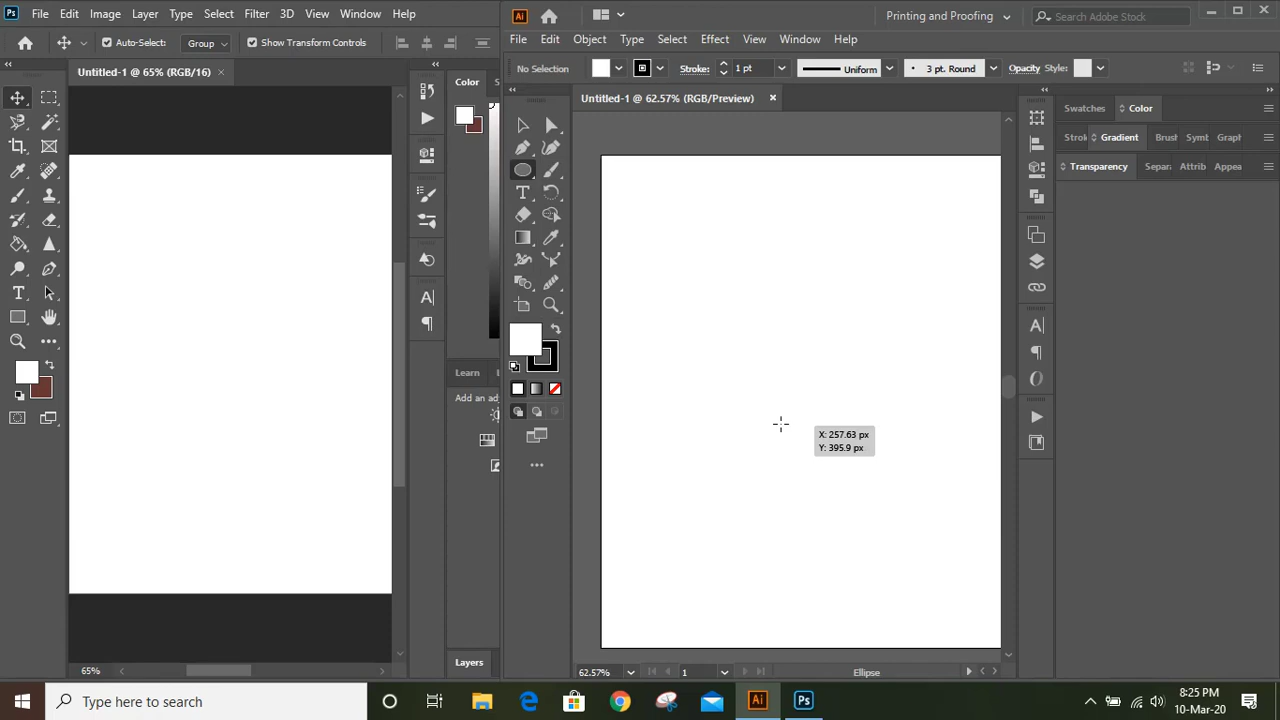 Ps File Edit Image Layer Type Select Filter 3D View Window Help
Auto-Select: Group Show Transform Controls
Untitled-1 @ 65% (RGB/16) ×
Color
Learn
Add an adj
65%
Layers
Ai Printing and Proofing Search Adobe Stock
File Edit Object Type Select Effect View Window Help
No Selection Stroke: 1 pt Uniform 3 pt. Round Opacity Style:
Untitled-1 @ 62.57% (RGB/Preview) ×
Swatches Color
Strok Gradient Brus Symt Graph
Transparency Separ Attrib Appea
X: 257.63 px
Y: 395.9 px
62.57% 1 Ellipse
Type here to search Ai Ps
8:25 PM
10-Mar-20